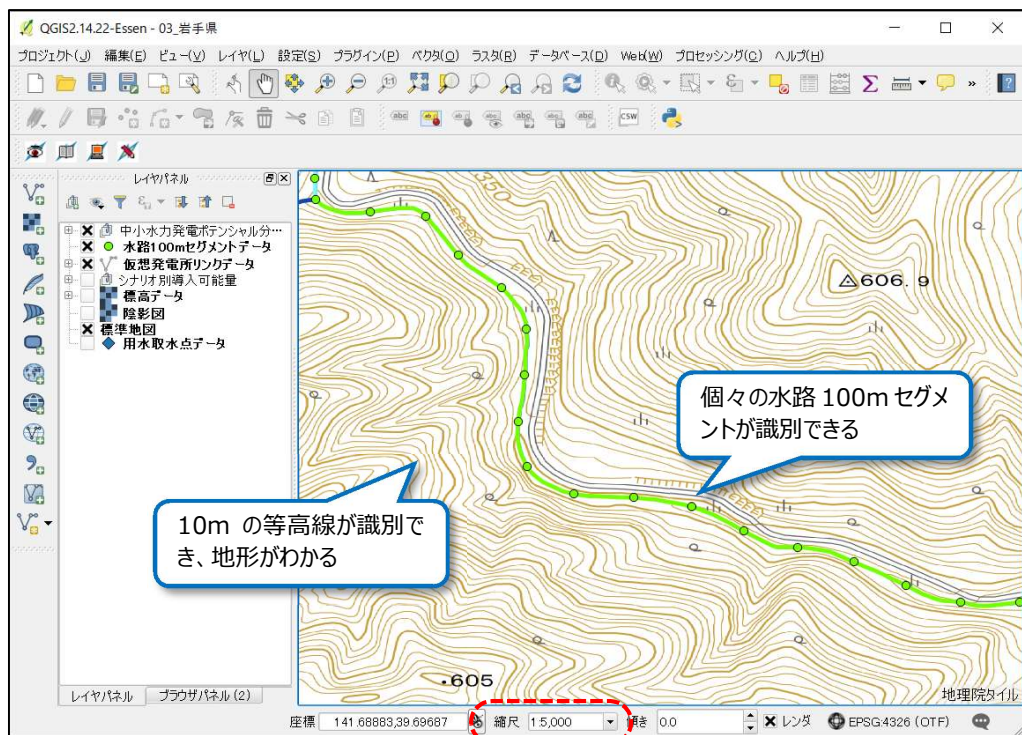 QGIS2.14.22-Essen - 03_岩手県
プロジェクト(J) 編集(E) ビュー(V) レイヤ(L) 設定(S) プラグイン(P) ベクタ(O) ラスタ(R) データベース(D) Web(W) プロセッシング(C) ヘルプ(H)
レイヤパネル
中小水力発電ポテンシャル分…
水路100mセグメントデータ
仮想発電所リンクデータ
シナリオ別導入可能量
標高データ
陰影図
標準地図
用水取水点データ
350
606.9
個々の水路 100m セグメ
ントが識別できる
10m の等高線が識別で
き、地形がわかる
605
地理院タイル
レイヤパネル ブラウザパネル (2)
座標 141.68883,39.69687 縮尺 1:5,000 傾き 0.0 レンダ EPSG:4326 (OTF)